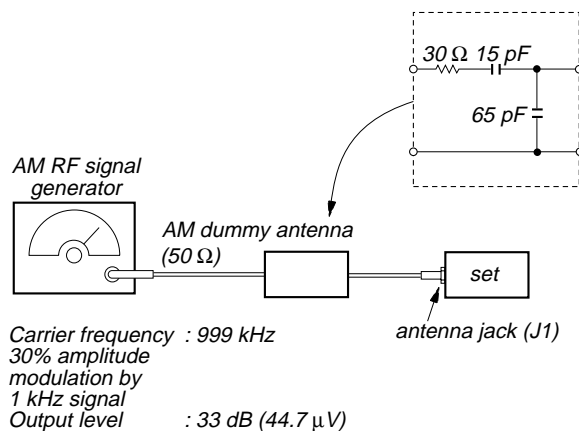 30 Ω 15 pF
65 pF
AM RF signal
generator
AM dummy antenna
(50 Ω)
set
antenna jack (J1)
Carrier frequency : 999 kHz
30% amplitude
modulation by
1 kHz signal
Output level : 33 dB (44.7 µV)